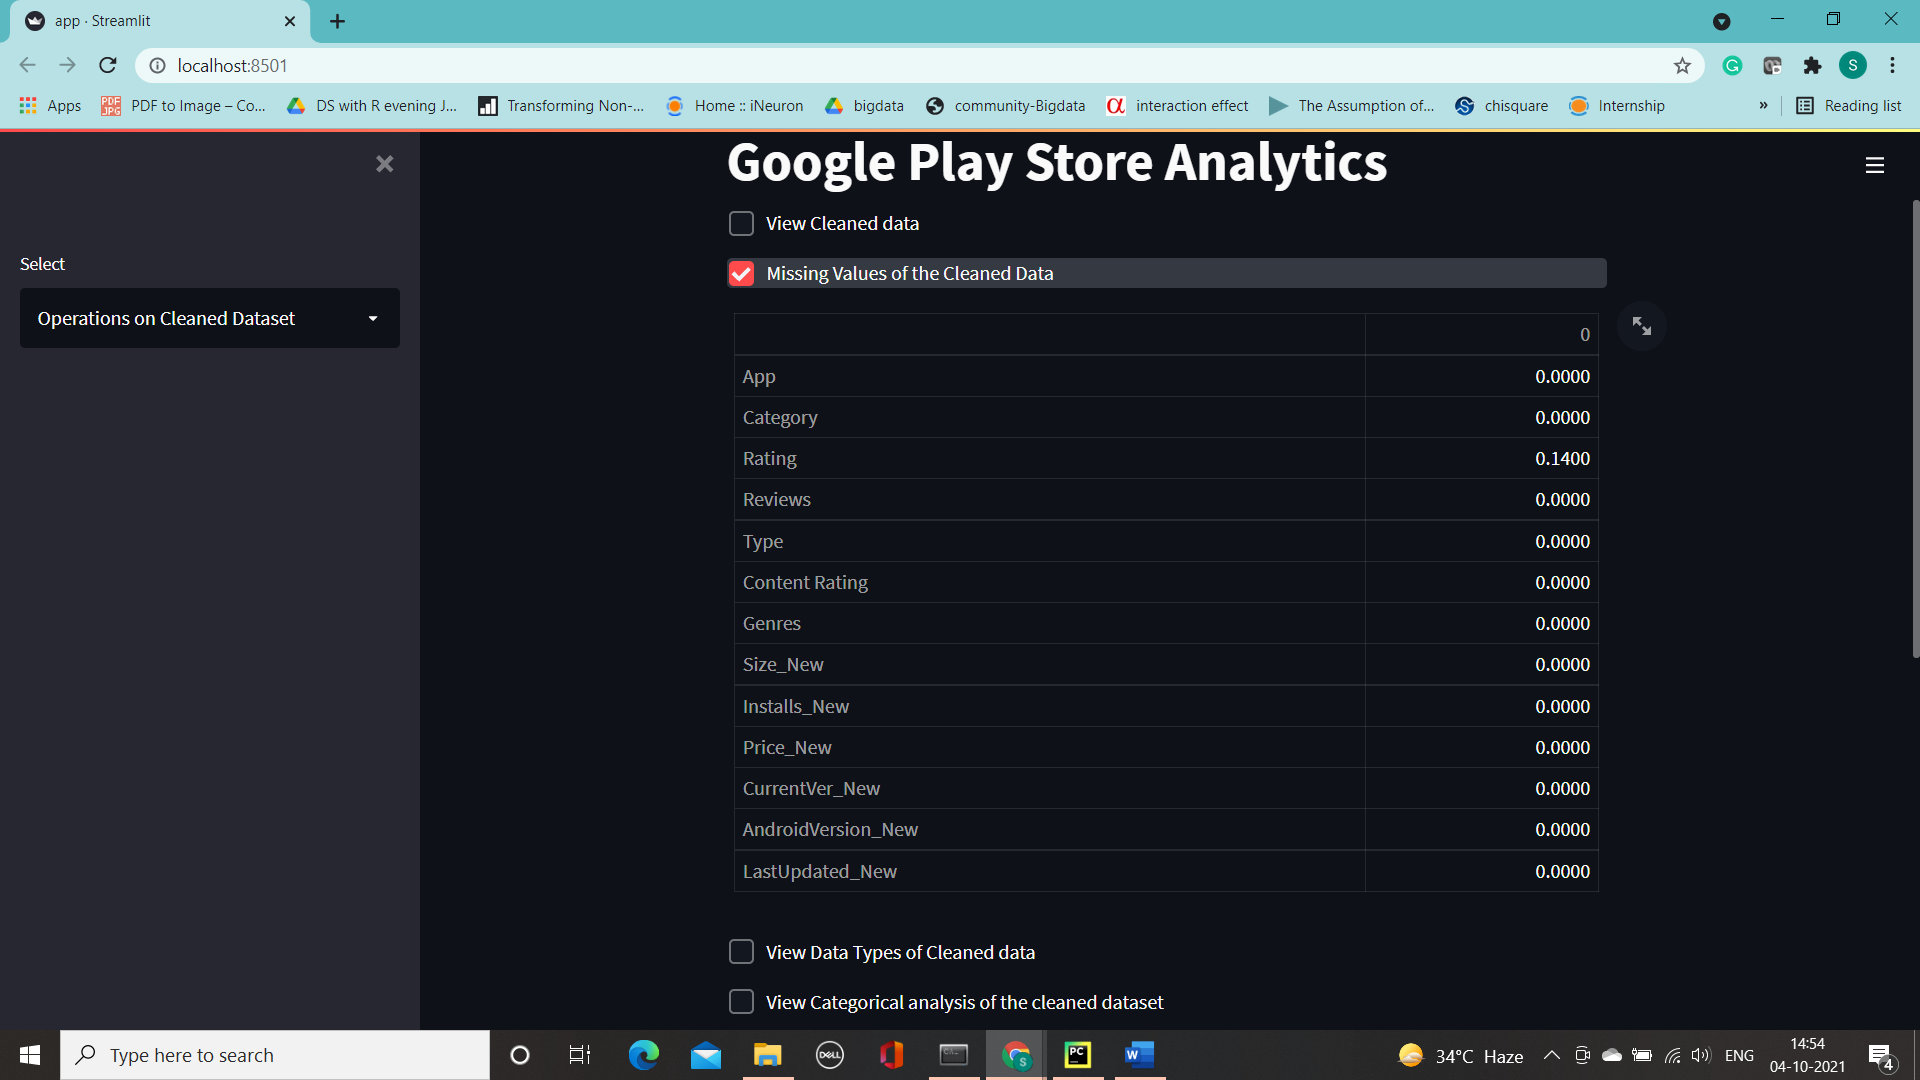 app · Streamlit
localhost:8501
Apps PDF to Image – Co... DS with R evening J... Transforming Non-... Home :: iNeuron bigdata community-Bigdata interaction effect The Assumption of... chisquare Internship » Reading list
Google Play Store Analytics
View Cleaned data
Select
Missing Values of the Cleaned Data
Operations on Cleaned Dataset
0
App 0.0000
Category 0.0000
Rating 0.1400
Reviews 0.0000
Type 0.0000
Content Rating 0.0000
Genres 0.0000
Size_New 0.0000
Installs_New 0.0000
Price_New 0.0000
CurrentVer_New 0.0000
AndroidVersion_New 0.0000
LastUpdated_New 0.0000
View Data Types of Cleaned data
View Categorical analysis of the cleaned dataset
Type here to search
34°C Haze
ENG
14:54
04-10-2021
4